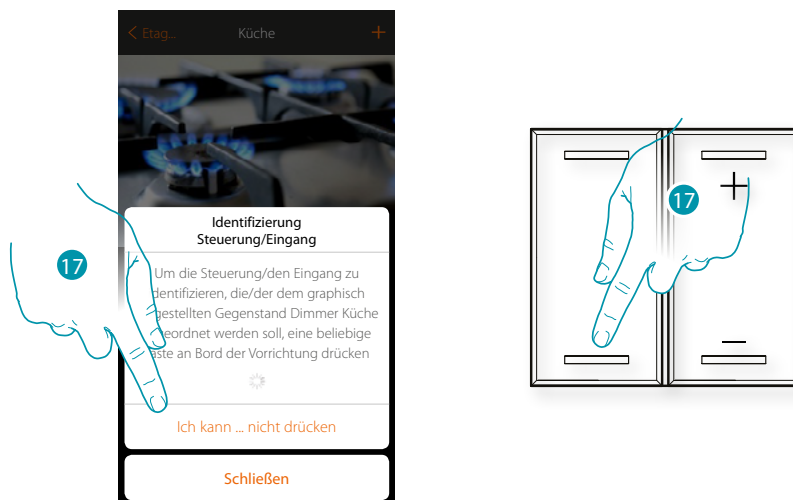 < Etag... Küche +
Identifizierung
Steuerung/Eingang
Um die Steuerung/den Eingang zu
dentifizieren, die/der dem graphisch
gestellten Gegenstand Dimmer Küche
eordnet werden soll, eine beliebige
aste an Bord der Vorrichtung drücken
Ich kann ... nicht drücken
Schließen
17
17
+
−